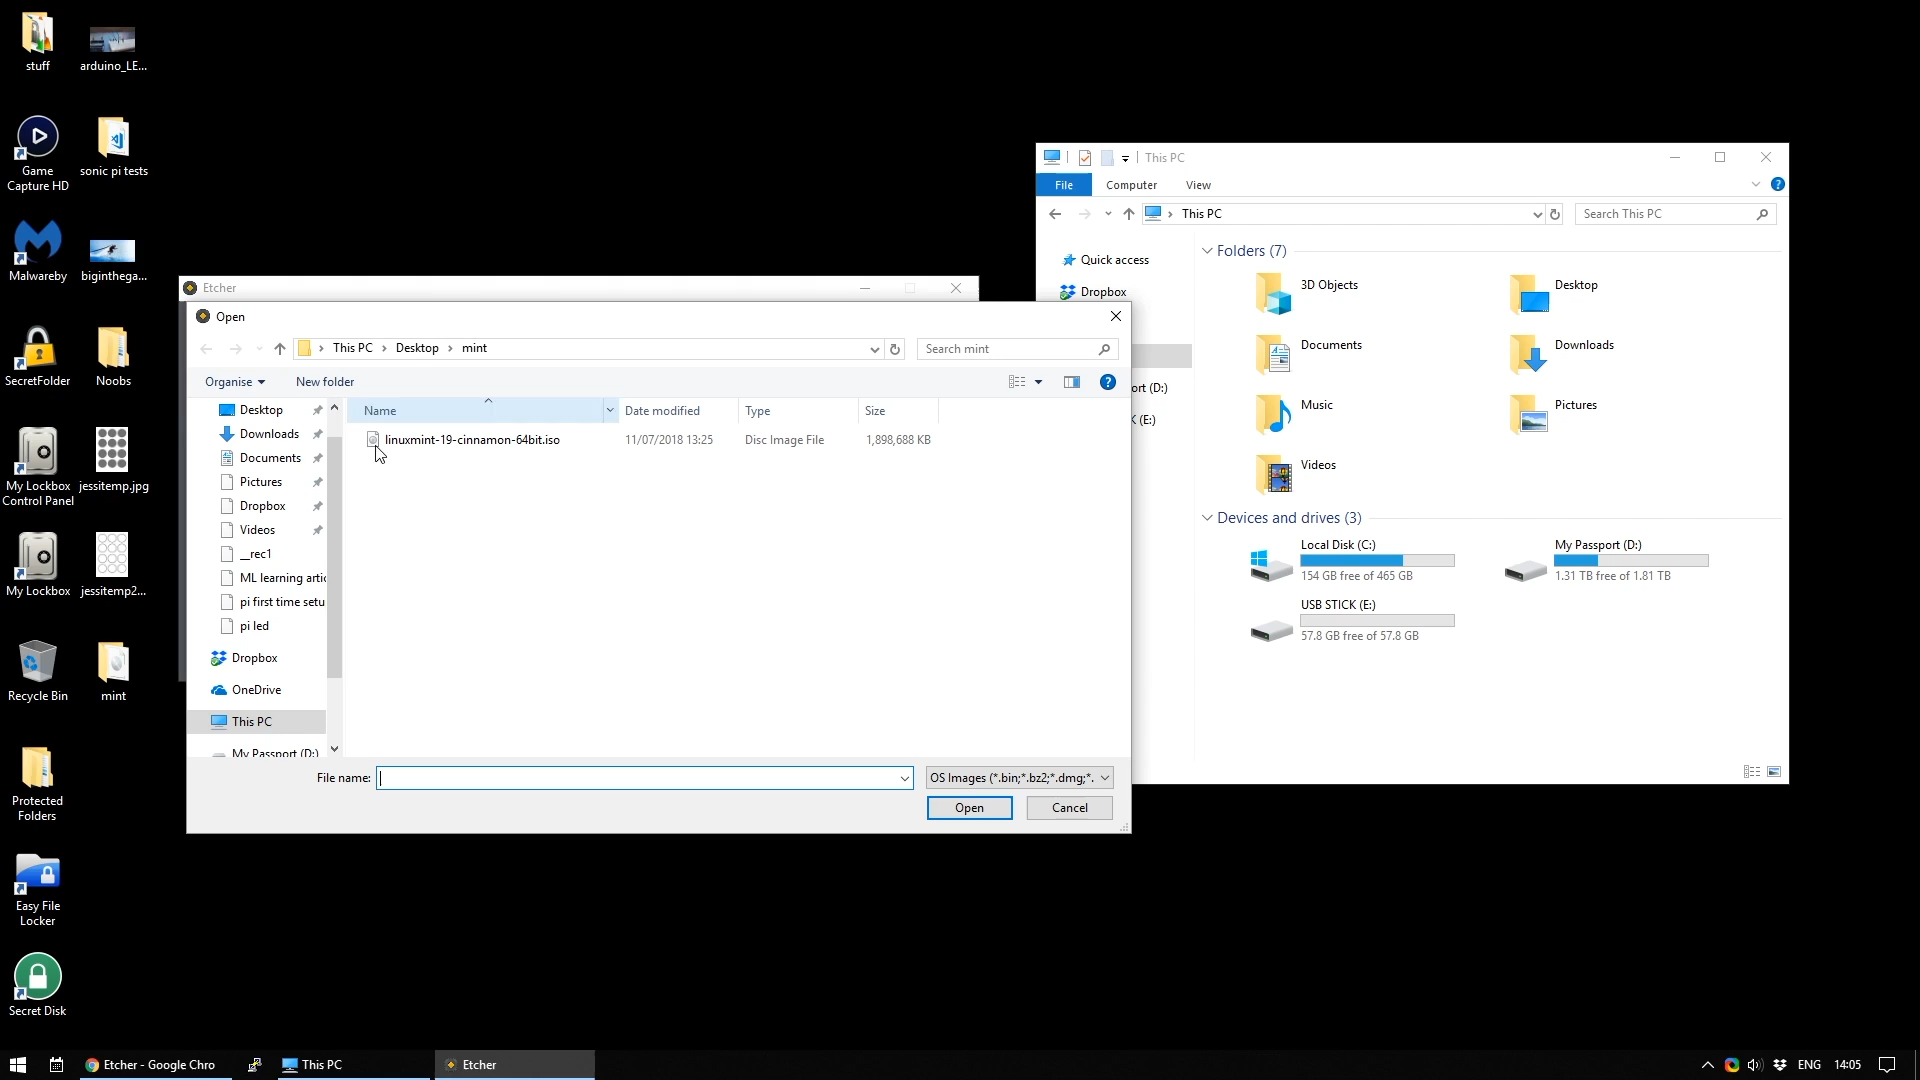 stuff
arduino_LE...
Game
Capture HD
sonic pi tests
Malwareby
biginthega...
SecretFolder
Noobs
My Lockbox
Control Panel
jessitemp.jpg
My Lockbox
jessitemp2...
Recycle Bin
mint
Protected
Folders
Easy File
Locker
Secret Disk
Etcher
Open
This PC
Desktop
mint
Search mint
Organise
New folder
?
Name
Date modified
Type
Size
linuxmint-19-cinnamon-64bit.iso
11/07/2018 13:25
Disc Image File
1,898,688 KB
Desktop
Downloads
Documents
Pictures
Dropbox
Videos
__rec1
ML learning artic
pi first time setu
pi led
Dropbox
OneDrive
This PC
My Passport (D:)
File name:
OS Images (*.bin;*.bz2;*.dmg;*.
Open
Cancel
This PC
File
Computer
View
?
This PC
Search This PC
Quick access
Dropbox
ort (D:)
(E:)
Folders (7)
3D Objects
Desktop
Documents
Downloads
Music
Pictures
Videos
Devices and drives (3)
Local Disk (C:)
154 GB free of 465 GB
My Passport (D:)
1.31 TB free of 1.81 TB
USB STICK (E:)
57.8 GB free of 57.8 GB
Etcher - Google Chro
This PC
Etcher
ENG
14:05